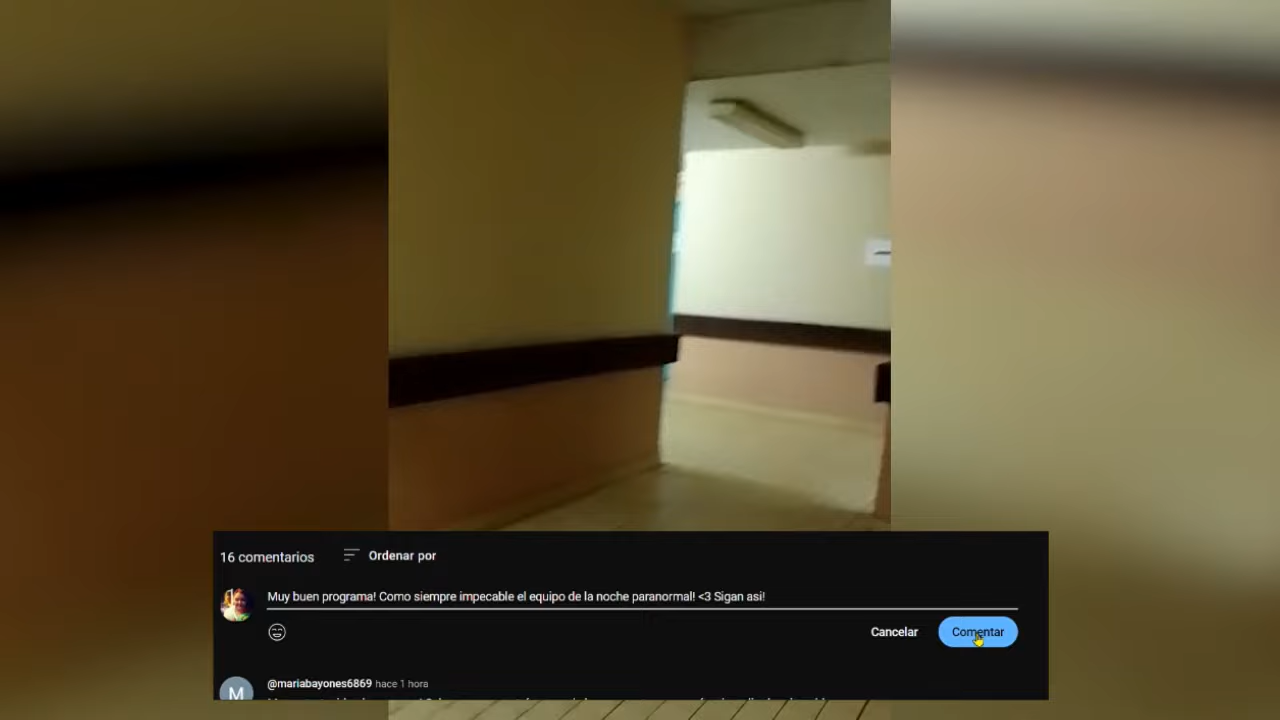 16 comentarios
Ordenar por
Muy buen programa! Como siempre impecable el equipo de la noche paranormal! <3 Sigan asi!
Cancelar
Comentar
M
@mariabayones6869 hace 1 hora